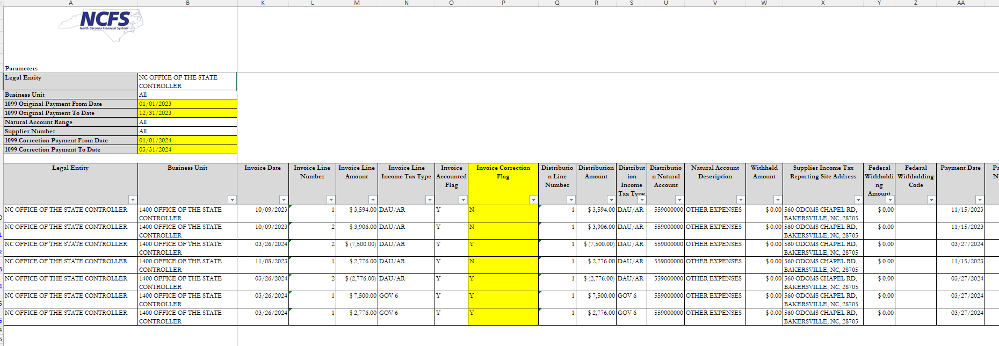 A B K L M N O P Q R S U V W X Y Z AA
NCFS
North Carolina Financial System
Parameters
Legal Entity NC OFFICE OF THE STATE
CONTROLLER
Business Unit All
1099 Original Payment From Date 01/01/2023
1099 Original Payment To Date 12/31/2023
Natural Account Range All
Supplier Number All
1099 Correction Payment From Date 01/01/2024
1099 Correction Payment To Date 03/31/2024
Legal Entity Business Unit Invoice Date Invoice Line Invoice Line Invoice Line Invoice Invoice Correction Distributio Distribution Distribut Distributio Natural Account Withheld Supplier Income Tax Federal Federal Payment Date Pa
Number Amount Income Tax Type Accounted Flag n Line Amount ion n Natural Description Amount Reporting Site Address Withholdi Withholding N
Flag Number Income Account ng Code
Tax Type Amount
NC OFFICE OF THE STATE CONTROLLER 1400 OFFICE OF THE STATE 10/09/2023 1 $ 3,594.00 DAU/AR Y N 1 $ 3,594.00 DAU/AR 559000000 OTHER EXPENSES $ 0.00 560 ODOMS CHAPEL RD, $ 0.00 11/15/2023
CONTROLLER BAKERSVILLE, NC, 28705
NC OFFICE OF THE STATE CONTROLLER 1400 OFFICE OF THE STATE 10/09/2023 2 $ 3,906.00 DAU/AR Y N 1 $ 3,906.00 DAU/AR 559000000 OTHER EXPENSES $ 0.00 560 ODOMS CHAPEL RD, $ 0.00 11/15/2023
CONTROLLER BAKERSVILLE, NC, 28705
NC OFFICE OF THE STATE CONTROLLER 1400 OFFICE OF THE STATE 03/26/2024 2 $ (7,500.00) DAU/AR Y Y 1 $ (7,500.00) DAU/AR 559000000 OTHER EXPENSES $ 0.00 560 ODOMS CHAPEL RD, $ 0.00 03/27/2024
CONTROLLER BAKERSVILLE, NC, 28705
NC OFFICE OF THE STATE CONTROLLER 1400 OFFICE OF THE STATE 11/08/2023 1 $ 2,776.00 DAU/AR Y N 1 $ 2,776.00 DAU/AR 559000000 OTHER EXPENSES $ 0.00 560 ODOMS CHAPEL RD, $ 0.00 11/15/2023
CONTROLLER BAKERSVILLE, NC, 28705
NC OFFICE OF THE STATE CONTROLLER 1400 OFFICE OF THE STATE 03/26/2024 2 $ (2,776.00) DAU/AR Y Y 1 $ (2,776.00) DAU/AR 559000000 OTHER EXPENSES $ 0.00 560 ODOMS CHAPEL RD, $ 0.00 03/27/2024
CONTROLLER BAKERSVILLE, NC, 28705
NC OFFICE OF THE STATE CONTROLLER 1400 OFFICE OF THE STATE 03/26/2024 1 $ 7,500.00 GOV 6 Y Y 1 $ 7,500.00 GOV 6 559000000 OTHER EXPENSES $ 0.00 560 ODOMS CHAPEL RD, $ 0.00 03/27/2024
CONTROLLER BAKERSVILLE, NC, 28705
NC OFFICE OF THE STATE CONTROLLER 1400 OFFICE OF THE STATE 03/26/2024 1 $ 2,776.00 GOV 6 Y Y 1 $ 2,776.00 GOV 6 559000000 OTHER EXPENSES $ 0.00 560 ODOMS CHAPEL RD, $ 0.00 03/27/2024
CONTROLLER BAKERSVILLE, NC, 28705